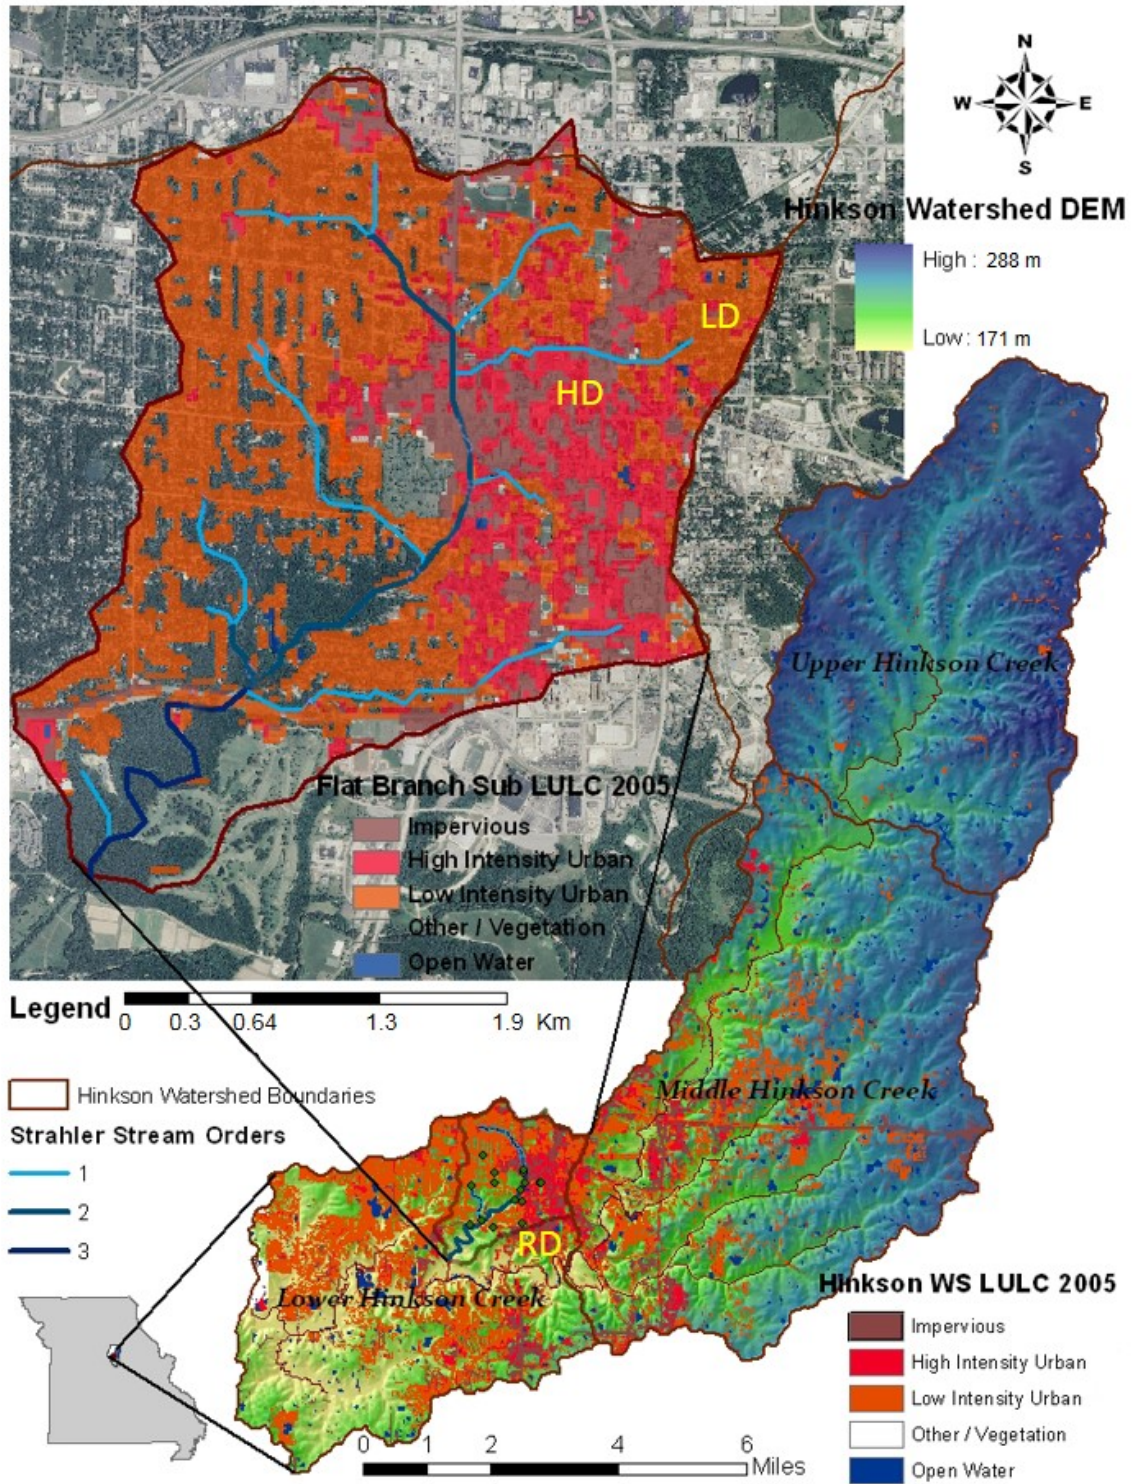 N
W E
S
Hinkson Watershed DEM
High : 288 m
Low : 171 m
LD
HD
Upper Hinkson Creek
Flat Branch Sub LULC 2005
Impervious
High Intensity Urban
Low Intensity Urban
Other / Vegetation
Open Water
Legend
0 0.3 0.64 1.3 1.9 Km
Hinkson Watershed Boundaries
Strahler Stream Orders
1
2
3
Middle Hinkson Creek
RD
Lower Hinkson Creek
Hinkson WS LULC 2005
Impervious
High Intensity Urban
Low Intensity Urban
Other / Vegetation
Open Water
0 1 2 4 6
Miles